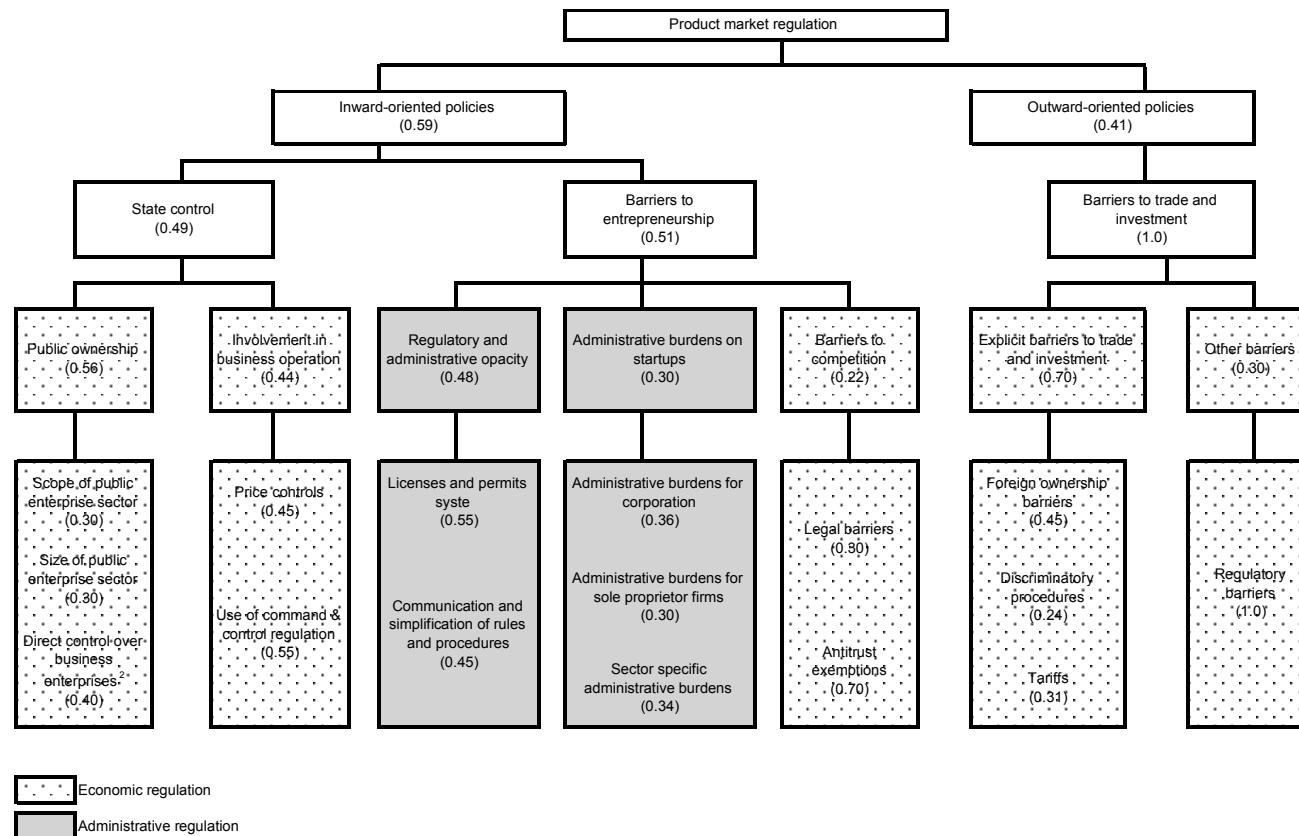 Product market regulation
Inward-oriented policies
(0.59)
Outward-oriented policies
(0.41)
State control
(0.49)
Barriers to
entrepreneurship
(0.51)
Barriers to trade and
investment
(1.0)
Public ownership
(0.56)
Involvement in
business operation
(0.44)
Regulatory and
administrative opacity
(0.48)
Administrative burdens on
startups
(0.30)
Barriers to
competition
(0.22)
Explicit barriers to trade
and investment
(0.70)
Other barriers
(0.30)
Scope of public
enterprise sector
(0.30)
Size of public
enterprise sector
(0.30)
Direct control over
business
enterprises 2
(0.40)
Price controls
(0.45)
Use of command &
control regulation
(0.55)
Licenses and permits
syste
(0.55)
Communication and
simplification of rules
and procedures
(0.45)
Administrative burdens for
corporation
(0.36)
Administrative burdens for
sole proprietor firms
(0.30)
Sector specific
administrative burdens
(0.34)
Legal barriers
(0.30)
Antitrust
exemptions
(0.70)
Foreign ownership
barriers
(0.45)
Discriminatory
procedures
(0.24)
Tariffs
(0.31)
Regulatory
barriers
(1.0)
Economic regulation
Administrative regulation